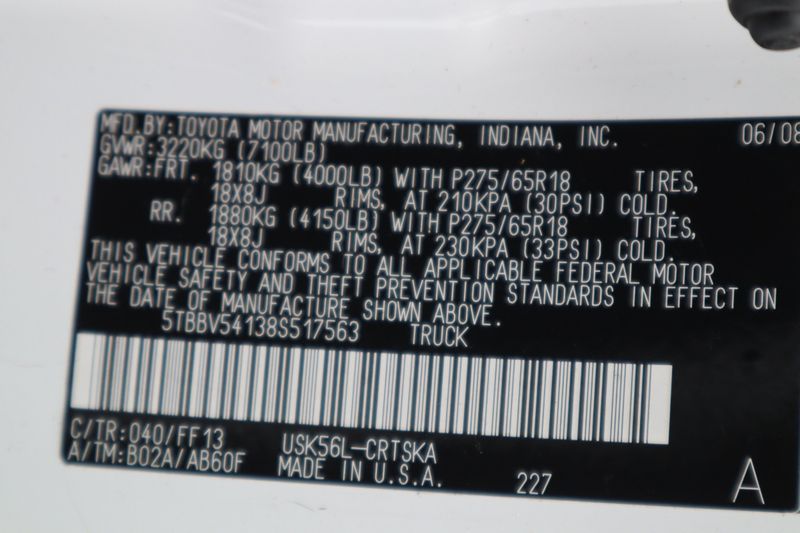 MFD.BY:TOYOTA MOTOR MANUFACTURING, INDIANA, INC. 06/08
GVWR:3220KG (7100LB)
GAWR:FRT. 1810KG (4000LB) WITH P275/65R18 TIRES,
18X8J RIMS, AT 210KPA (30PSI) COLD.
RR. 1880KG (4150LB) WITH P275/65R18 TIRES,
18X8J RIMS, AT 230KPA (33PSI) COLD.
THIS VEHICLE CONFORMS TO ALL APPLICABLE FEDERAL MOTOR
VEHICLE SAFETY AND THEFT PREVENTION STANDARDS IN EFFECT ON
THE DATE OF MANUFACTURE SHOWN ABOVE.
5TBBV54138S517563 TRUCK
C/TR:040/FF13 USK56L-CRTSKA
A/TM:B02A/AB60F MADE IN U.S.A. 227 A